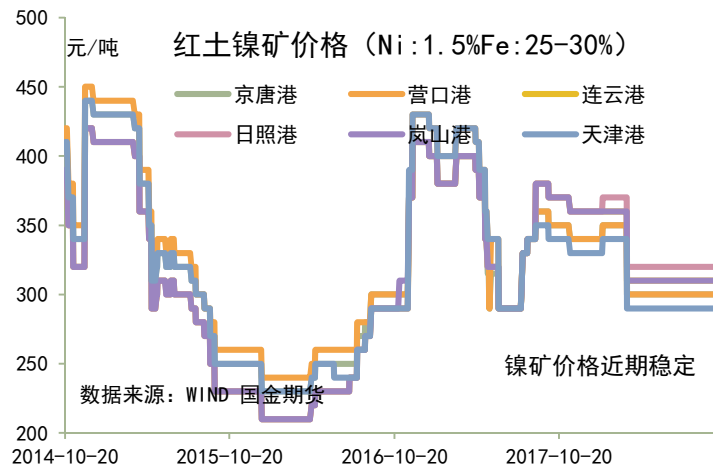 500
元/吨
红土镍矿价格（Ni:1.5%Fe:25-30%）
450
京唐港
营口港
连云港
日照港
岚山港
天津港
400
350
300
250
镍矿价格近期稳定
数据来源：WIND 国金期货
200
2014-10-20
2015-10-20
2016-10-20
2017-10-20